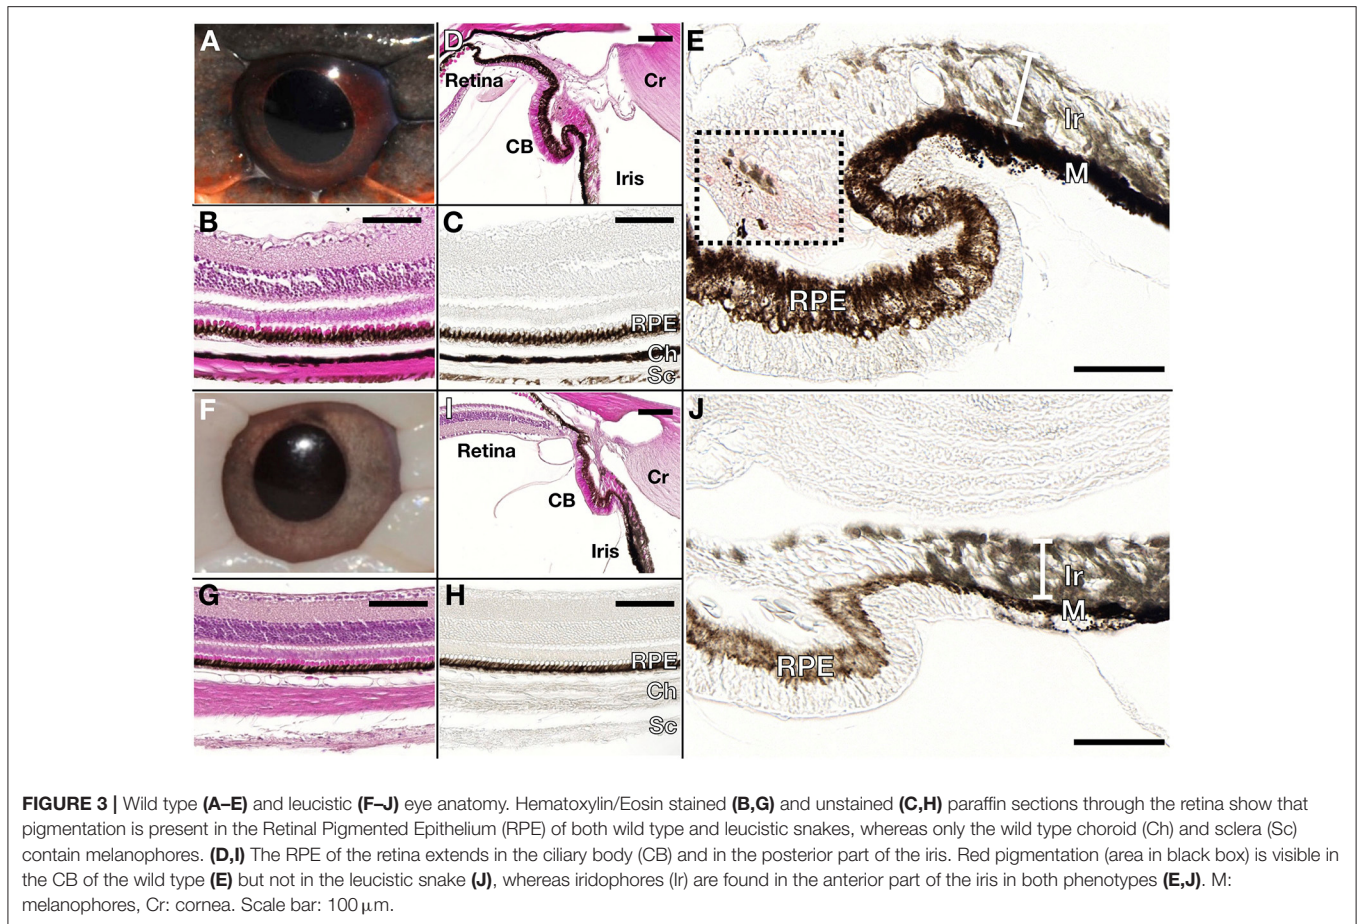 A
D
Retina
Cr
CB
Iris
E
Ir
M
RPE
B
C
RPE
Ch
Sc
F
I
Retina
Cr
CB
Iris
J
Ir
M
RPE
G
H
RPE
Ch
Sc
FIGURE 3 | Wild type (A–E) and leucistic (F–J) eye anatomy. Hematoxylin/Eosin stained (B,G) and unstained (C,H) paraffin sections through the retina show that
pigmentation is present in the Retinal Pigmented Epithelium (RPE) of both wild type and leucistic snakes, whereas only the wild type choroid (Ch) and sclera (Sc)
contain melanophores. (D,I) The RPE of the retina extends in the ciliary body (CB) and in the posterior part of the iris. Red pigmentation (area in black box) is visible in
the CB of the wild type (E) but not in the leucistic snake (J), whereas iridophores (Ir) are found in the anterior part of the iris in both phenotypes (E,J). M:
melanophores, Cr: cornea. Scale bar: 100 μm.